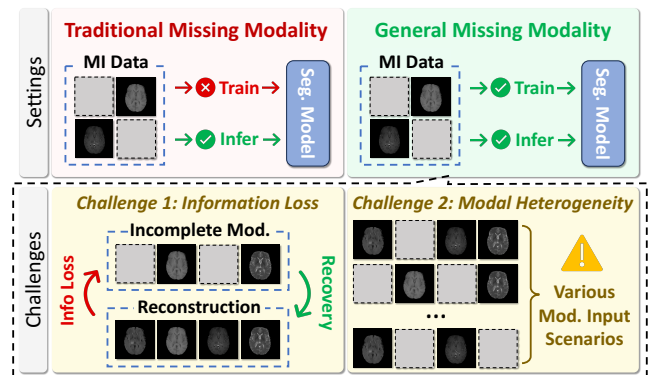 Settings
Traditional Missing Modality
MI Data
Train
Infer
Seg. Model
General Missing Modality
MI Data
Train
Infer
Seg. Model
Challenges
Challenge 1: Information Loss
Incomplete Mod.
Info Loss
Recovery
Reconstruction
Challenge 2: Modal Heterogeneity
...
Various
Mod. Input
Scenarios